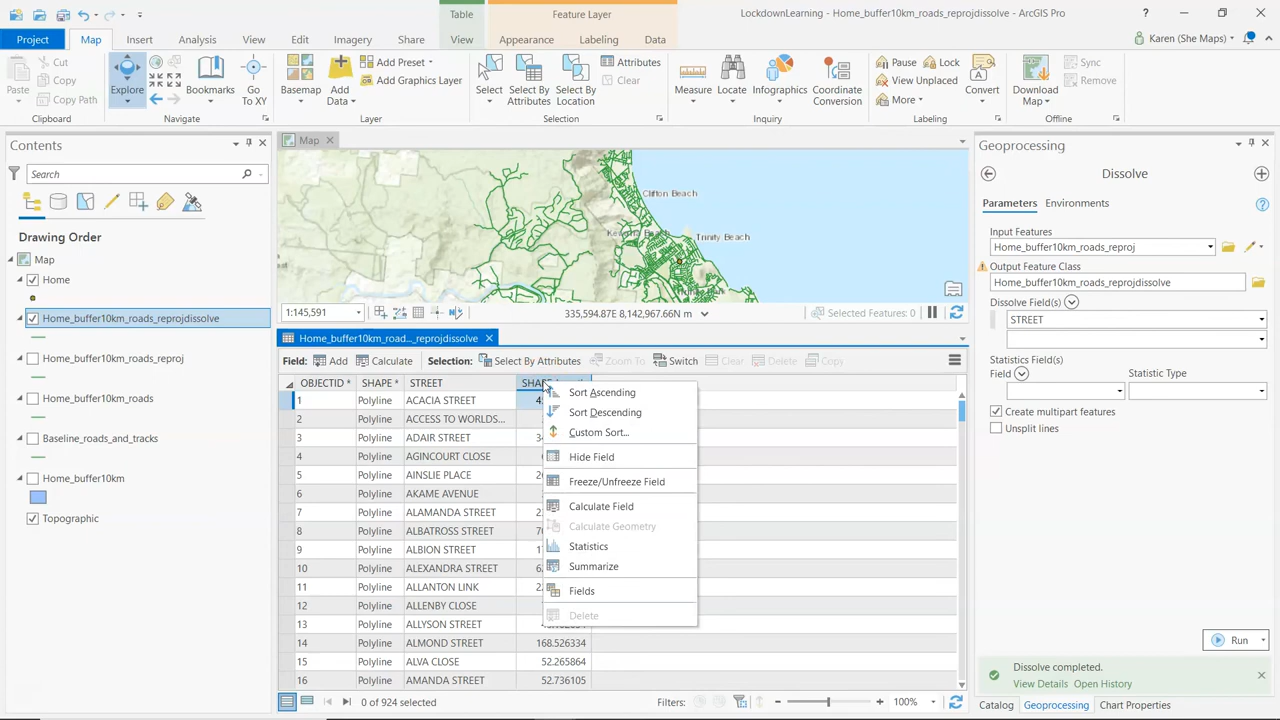 Table
Feature Layer
LockdownLearning - Home_buffer10km_roads_reprojdissolve - ArcGIS Pro
?
Project Map Insert Analysis View Edit Imagery Share View Appearance Labeling Data
Karen (She Maps)
Paste
Cut
Copy
Copy Path
Clipboard
Explore
Bookmarks
Go To XY
Navigate
Basemap
Add Data
Add Preset
Add Graphics Layer
Layer
Select
Select By Attributes
Select By Location
Attributes
Clear
Selection
Measure
Locate
Infographics
Coordinate Conversion
Inquiry
Pause
Lock
View Unplaced
More
Labeling
Convert
Download Map
Sync
Remove
Offline
Contents
Search
Drawing Order
Map
Home
Home_buffer10km_roads_reprojdissolve
Home_buffer10km_roads_reproj
Home_buffer10km_roads
Baseline_roads_and_tracks
Home_buffer10km
Topographic
Map
Clifton Beach
Trinity Beach
1:145,591
335,594.87E 8,142,967.66N m
Selected Features: 0
Home_buffer10km_road..._reprojdissolve
Field: Add Calculate Selection: Select By Attributes Zoom To Switch Clear Delete Copy
OBJECTID * SHAPE * STREET
1 Polyline ACACIA STREET
2 Polyline ACCESS TO WORLDS...
3 Polyline ADAIR STREET
4 Polyline AGINCOURT CLOSE
5 Polyline AINSLIE PLACE
6 Polyline AKAME AVENUE
7 Polyline ALAMANDA STREET
8 Polyline ALBATROSS STREET
9 Polyline ALBION STREET
10 Polyline ALEXANDRA STREET
11 Polyline ALLANTON LINK
12 Polyline ALLENBY CLOSE
13 Polyline ALLYSON STREET
14 Polyline ALMOND STREET 168.526334
15 Polyline ALVA CLOSE 52.265864
16 Polyline AMANDA STREET 52.736105
Sort Ascending
Sort Descending
Custom Sort...
Hide Field
Freeze/Unfreeze Field
Calculate Field
Calculate Geometry
Statistics
Summarize
Fields
Delete
0 of 924 selected
Filters:
100%
Geoprocessing
Dissolve
Parameters Environments
Input Features
Home_buffer10km_roads_reproj
Output Feature Class
Home_buffer10km_roads_reprojdissolve
Dissolve Field(s)
STREET
Statistics Field(s)
Field
Statistic Type
Create multipart features
Unsplit lines
Run
Dissolve completed.
View Details Open History
Catalog Geoprocessing Chart Properties